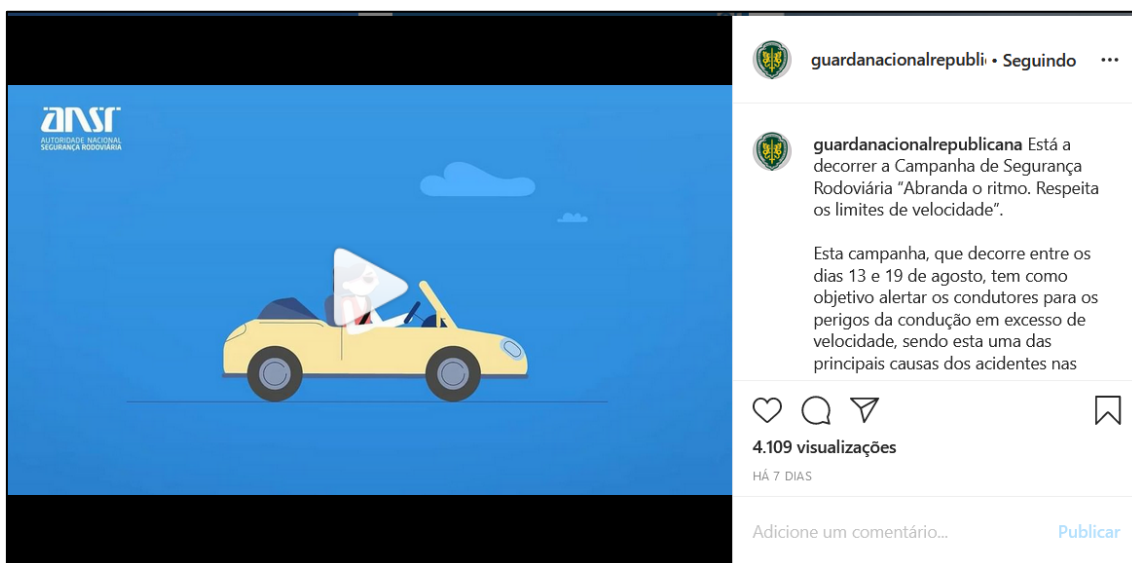 ansr
AUTORIDADE NACIONAL
SEGURANÇA RODOVIÁRIA
guardanacionalrepubli • Seguindo
guardanacionalrepublicana Está a
decorrer a Campanha de Segurança
Rodoviária “Abranda o ritmo. Respeita
os limites de velocidade”.
Esta campanha, que decorre entre os
dias 13 e 19 de agosto, tem como
objetivo alertar os condutores para os
perigos da condução em excesso de
velocidade, sendo esta uma das
principais causas dos acidentes nas
4.109 visualizações
HÁ 7 DIAS
Adicione um comentário...
Publicar